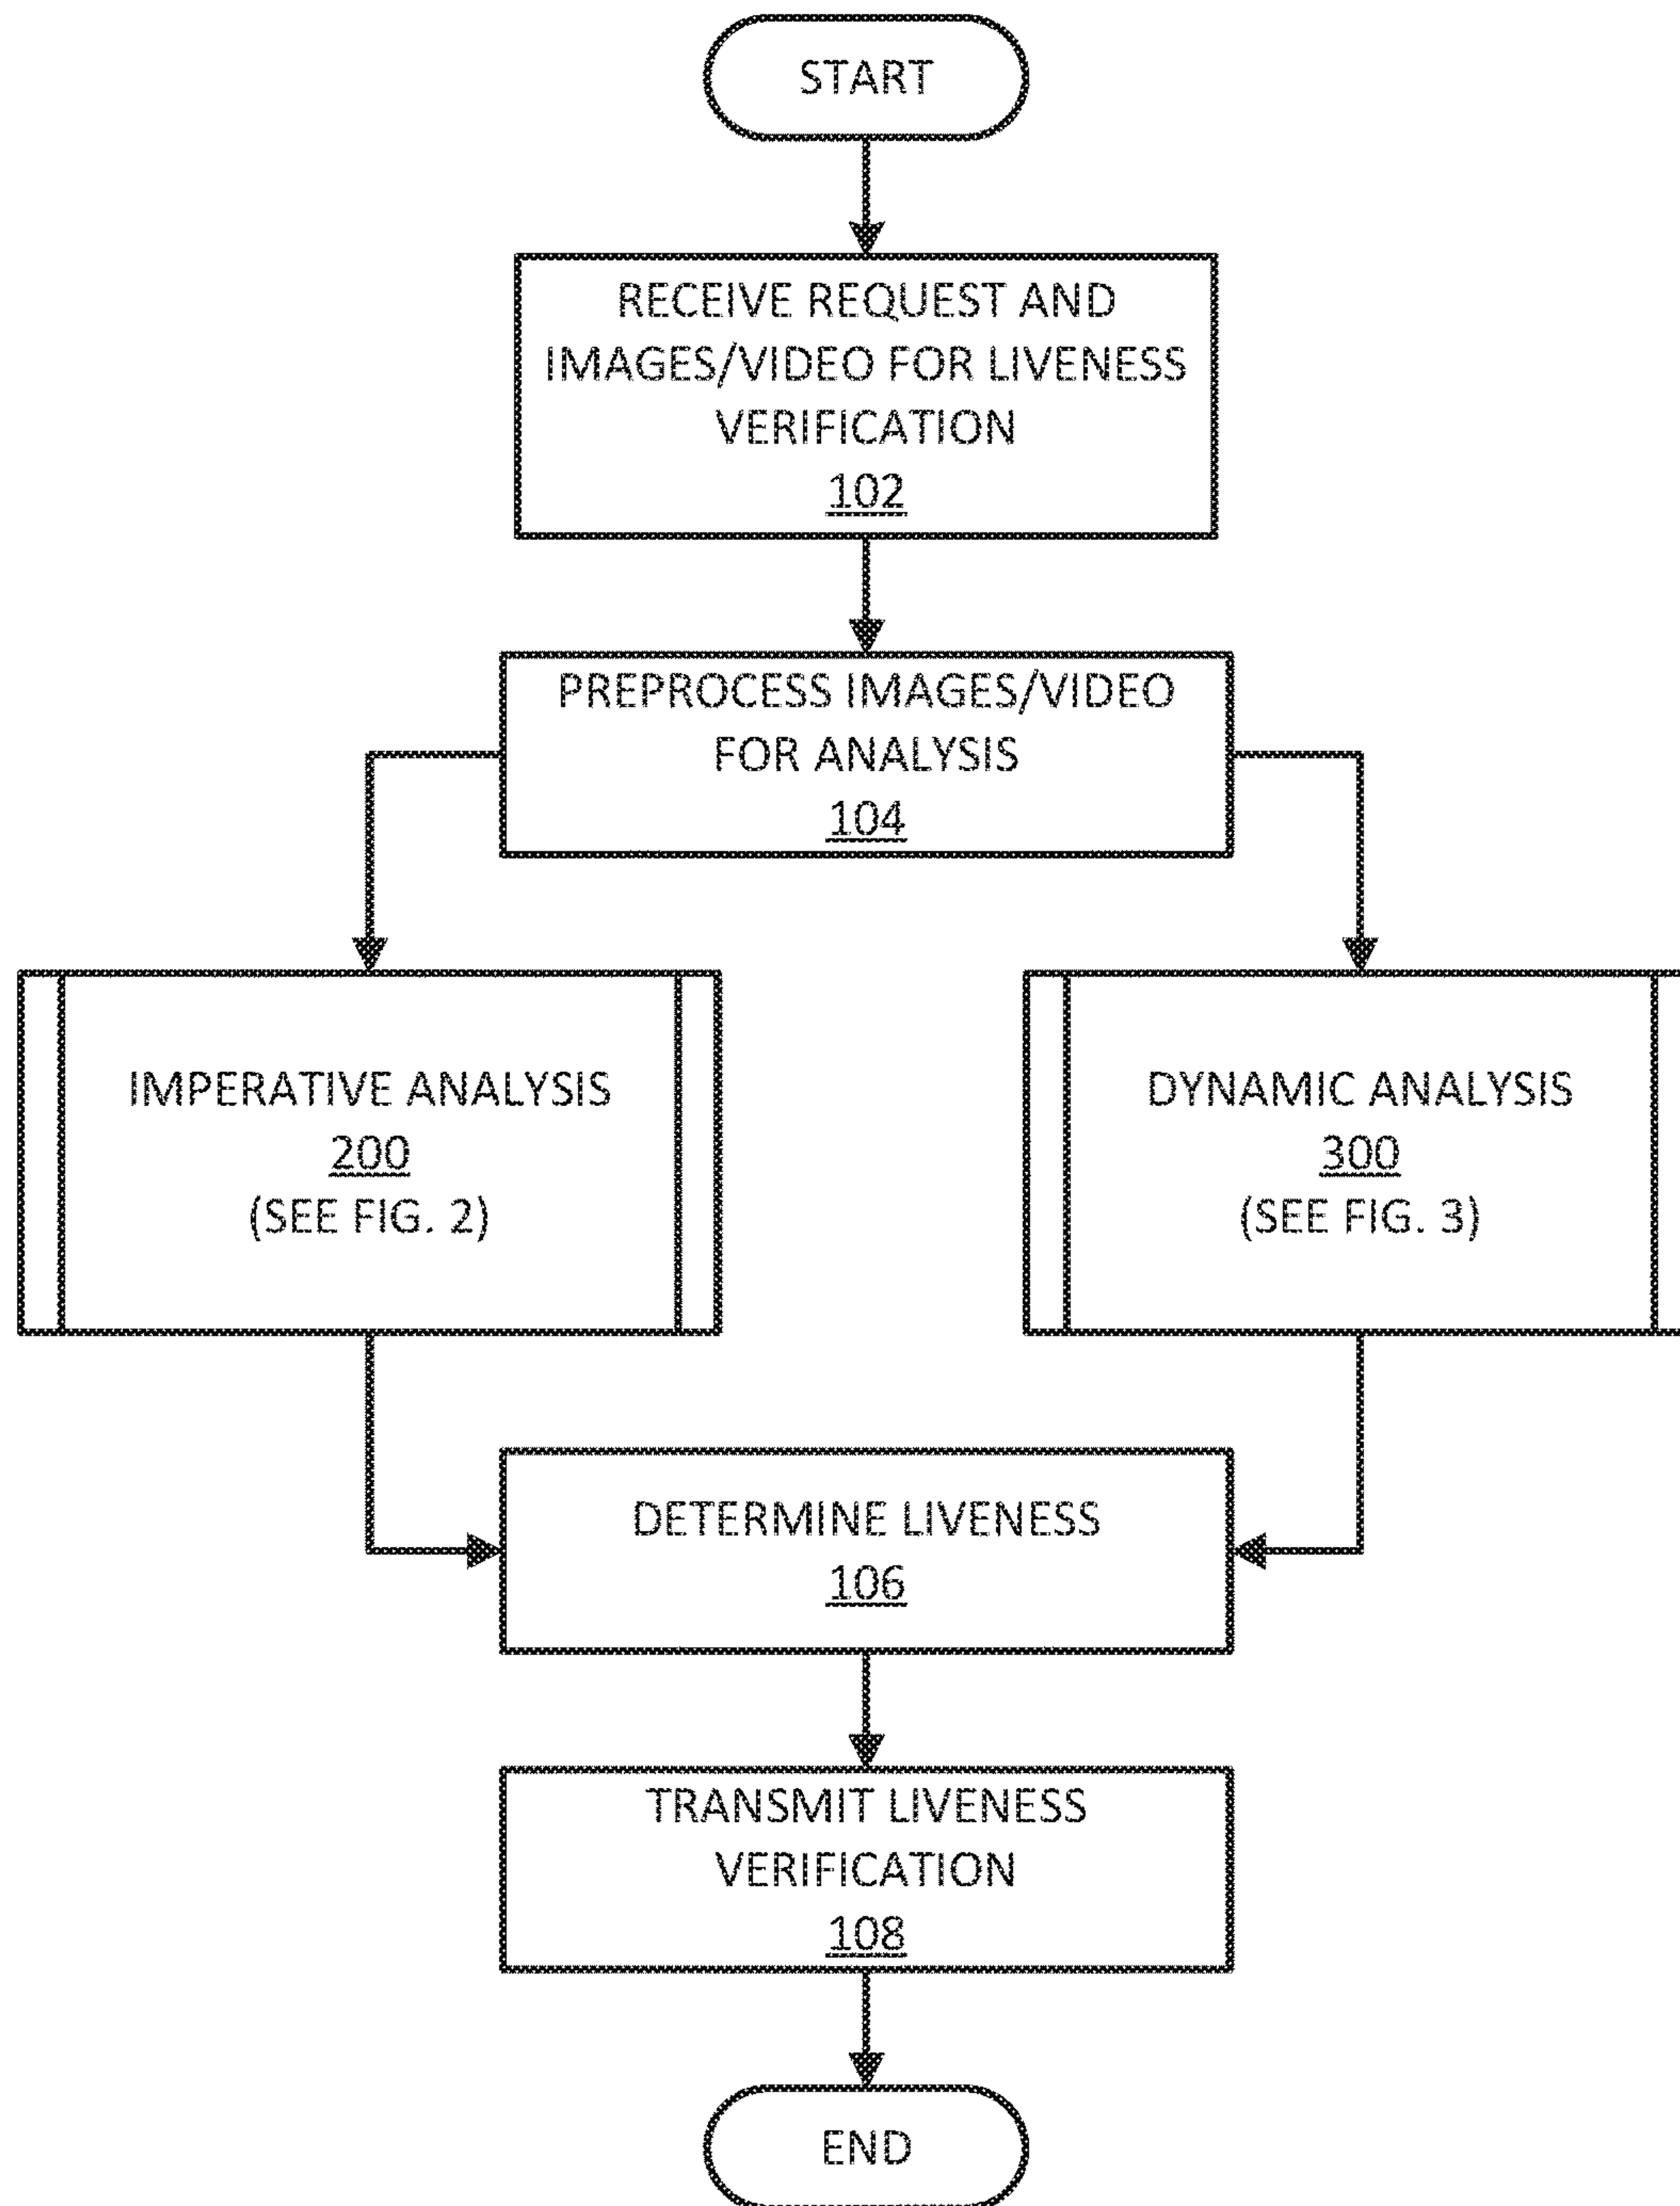 START
RECEIVE REQUEST AND
IMAGES/VIDEO FOR LIVENESS
VERIFICATION
102
PREPROCESS IMAGES/VIDEO
FOR ANALYSIS
104
IMPERATIVE ANALYSIS
200
(SEE FIG. 2)
DYNAMIC ANALYSIS
300
(SEE FIG. 3)
DETERMINE LIVENESS
106
TRANSMIT LIVENESS
VERIFICATION
108
END